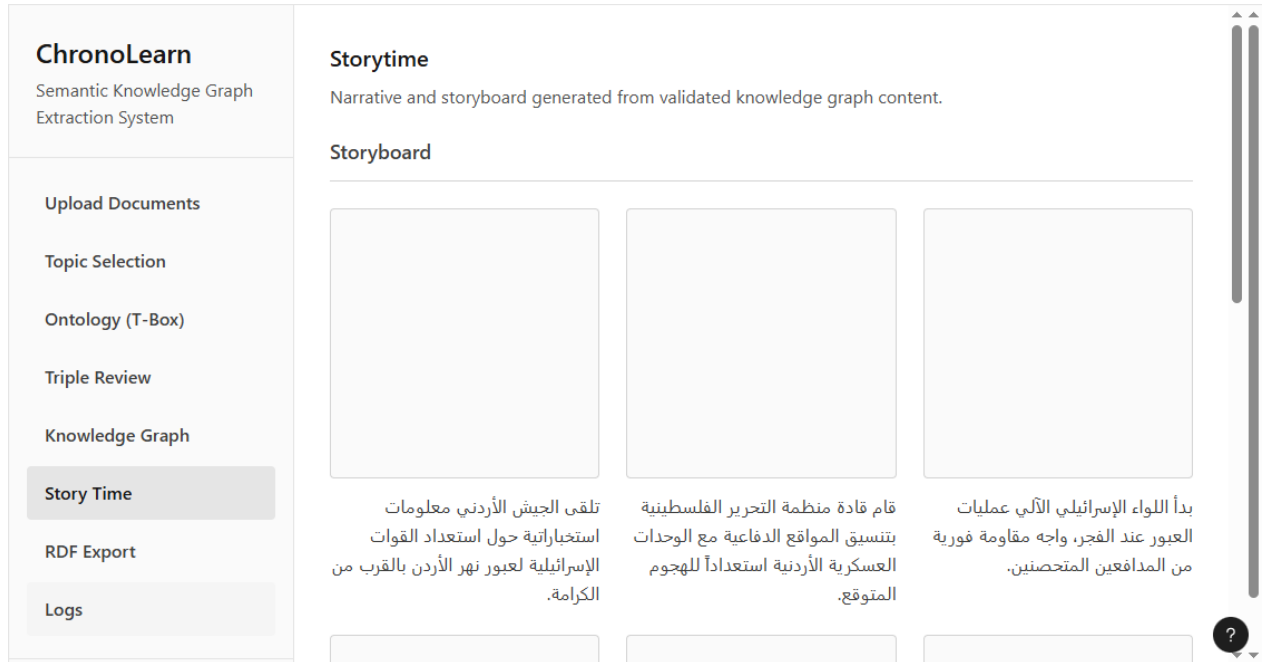 ChronoLearn
Semantic Knowledge Graph
Extraction System
Upload Documents
Topic Selection
Ontology (T-Box)
Triple Review
Knowledge Graph
Story Time
RDF Export
Logs
Storytime
Narrative and storyboard generated from validated knowledge graph content.
Storyboard
تلقى الجيش الأردني معلومات
استخباراتية حول استعداد القوات
الإسرائيلية لعبور نهر الأردن بالقرب من
الكرامة.
قام قادة منظمة التحرير الفلسطينية
بتنسيق المواقع الدفاعية مع الوحدات
العسكرية الأردنية استعداداً للهجوم
المتوقع.
بدأ اللواء الإسرائيلي الآلي عمليات
العبور عند الفجر، واجه مقاومة فورية
من المدافعين المتحصنين.
?